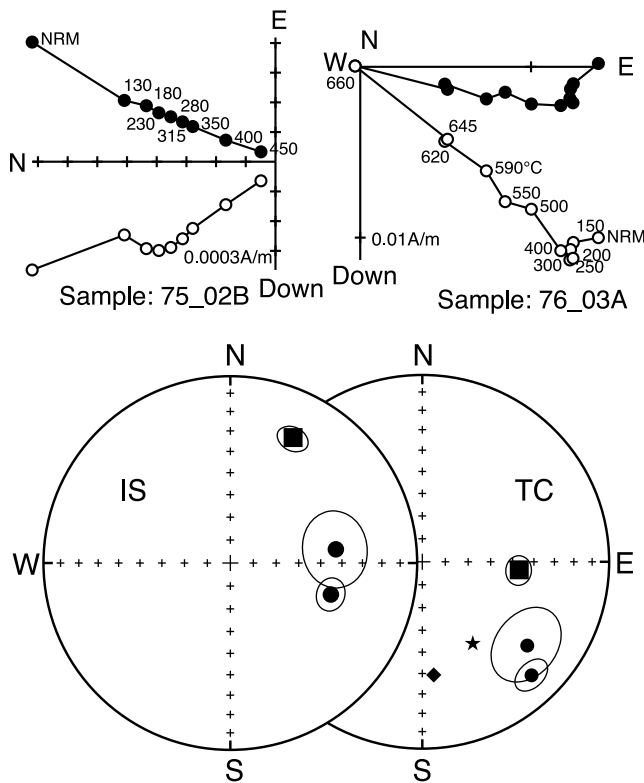 E
NRM
130 180
280
230
315
350
400
450
N
0.0003A/m
Down
Sample: 75_02B
N
W
E
660
645
620
590°C
550
500
NRM
150
400
200
300
250
0.01A/m
Down
Sample: 76_03A
N
N
IS
TC
W
E
S
S